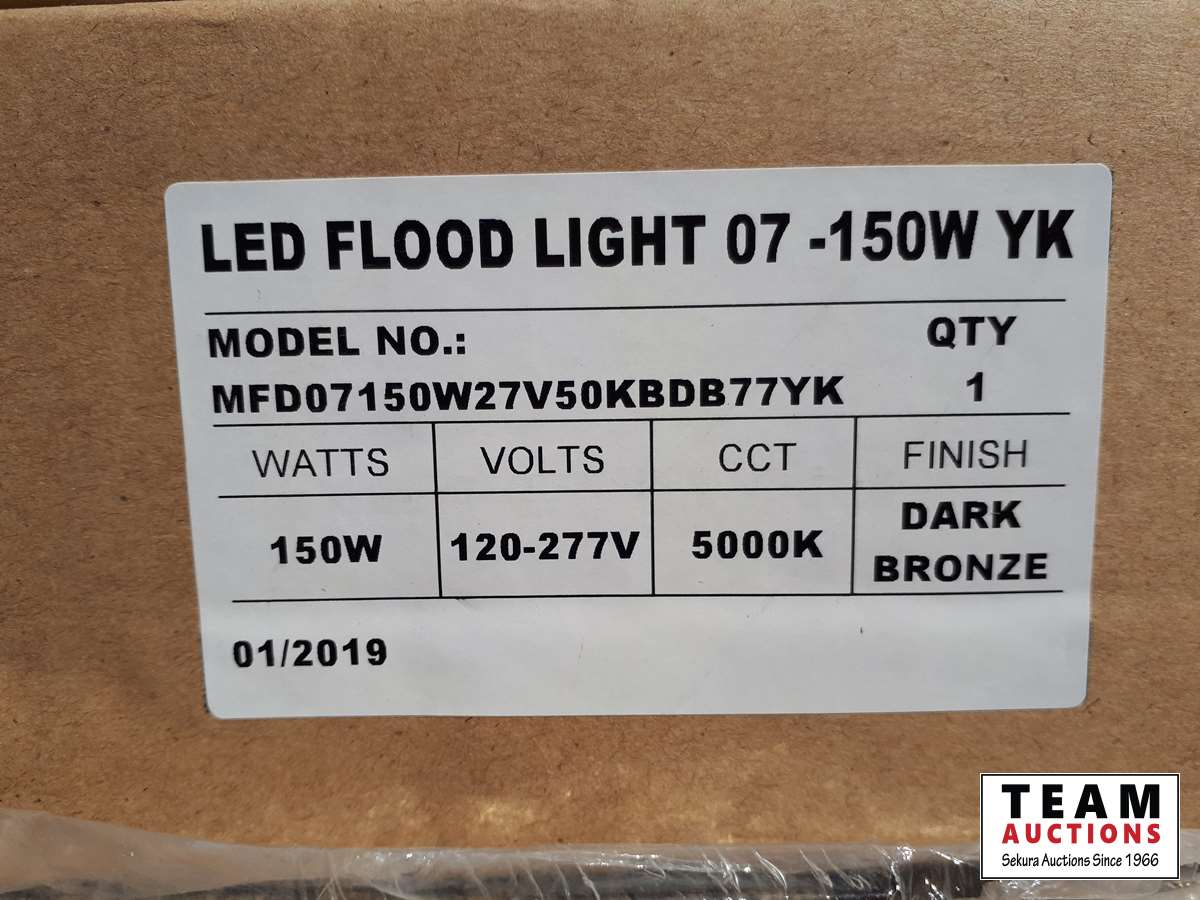 LED FLOOD LIGHT 07 -150W YK
MODEL NO.: QTY
MFD07150W27V50KBDB77YK 1
WATTS VOLTS CCT FINISH
150W 120-277V 5000K DARK BRONZE
01/2019
TEAM
AUCTIONS
Sekura Auctions Since 1966